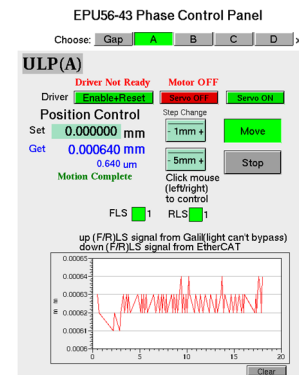 EPU56-43 Phase Control Panel
Choose: Gap A B C D
ULP(A)
Driver Not Ready Motor OFF
Driver Enable+Reset Servo OFF Servo ON
Position Control Step Change
Set 0.000000 mm - 1mm + Move
Get 0.000640 mm
0.640 um - 5mm + Stop
Motion Complete Click mouse
(left/right)
to control
FLS 1 RLS 1
up (F/R)LS signal from Galil(light can't bypass)
down (F/R)LS signal from EtherCAT
0.00065
0.00064
0.00063
0.00062
0.00061
0.0006
0 5 10 15 20
Clear